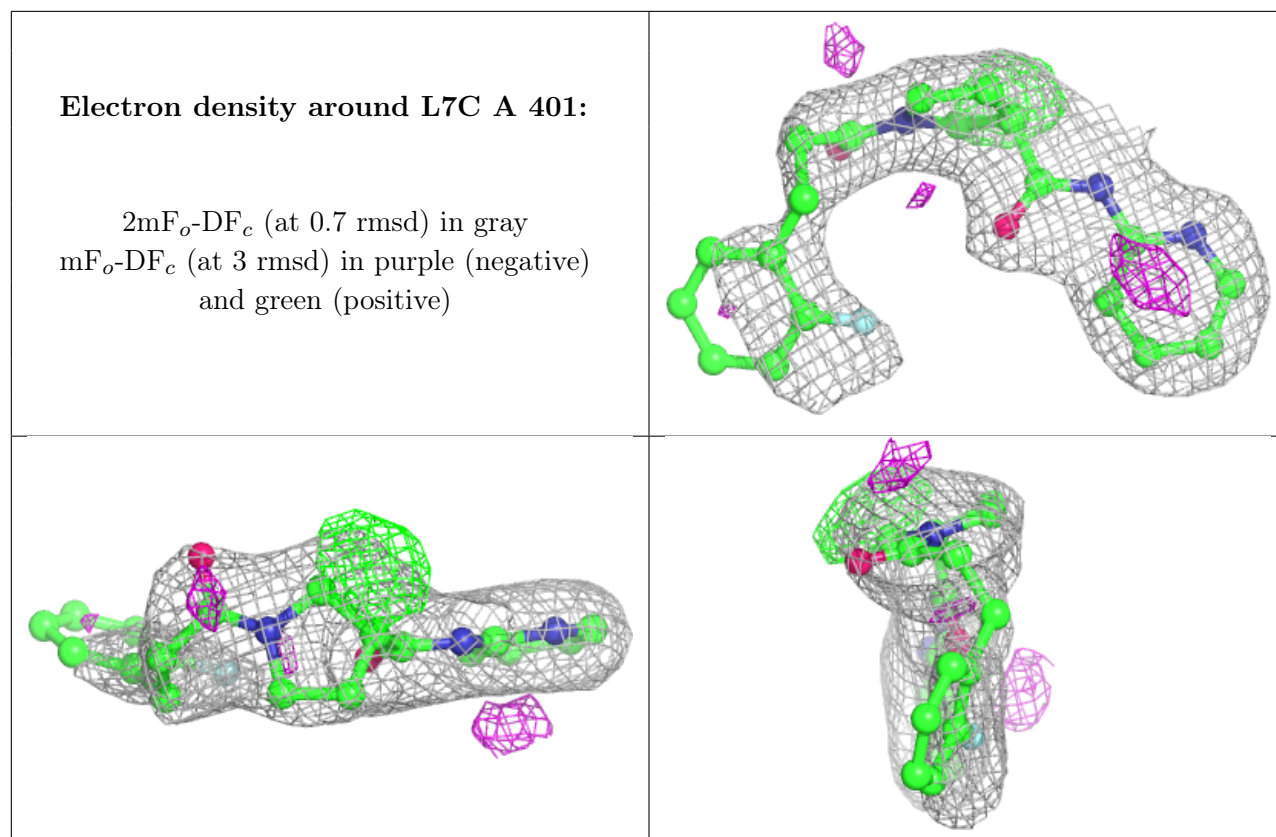 Electron density around L7C A 401:
2mFo-DFc (at 0.7 rmsd) in gray
mFo-DFc (at 3 rmsd) in purple (negative)
and green (positive)